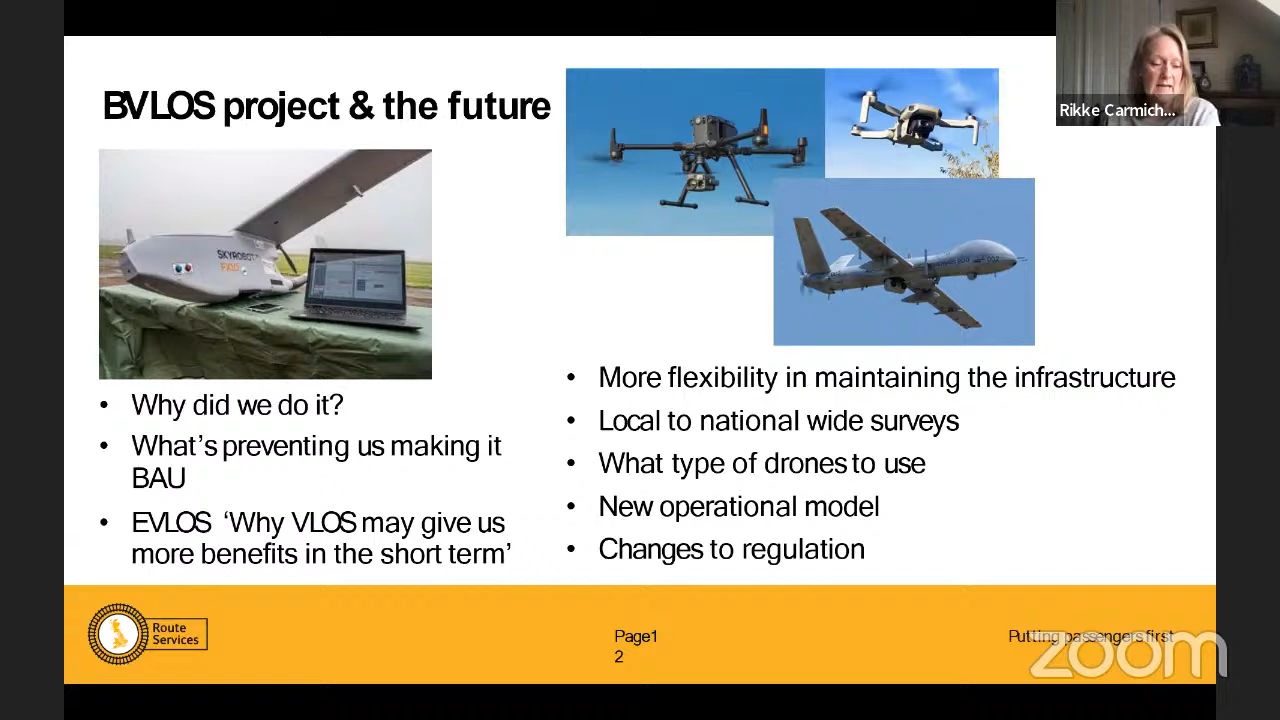 BVLOS project & the future
Rikke Carmich...
SKYROBOT
FX10
• Why did we do it?
• What's preventing us making it
BAU
• EVLOS ‘Why VLOS may give us
more benefits in the short term’
• More flexibility in maintaining the infrastructure
• Local to national wide surveys
• What type of drones to use
• New operational model
• Changes to regulation
Route
Services
Page1
2
Putting passengers first
zoom